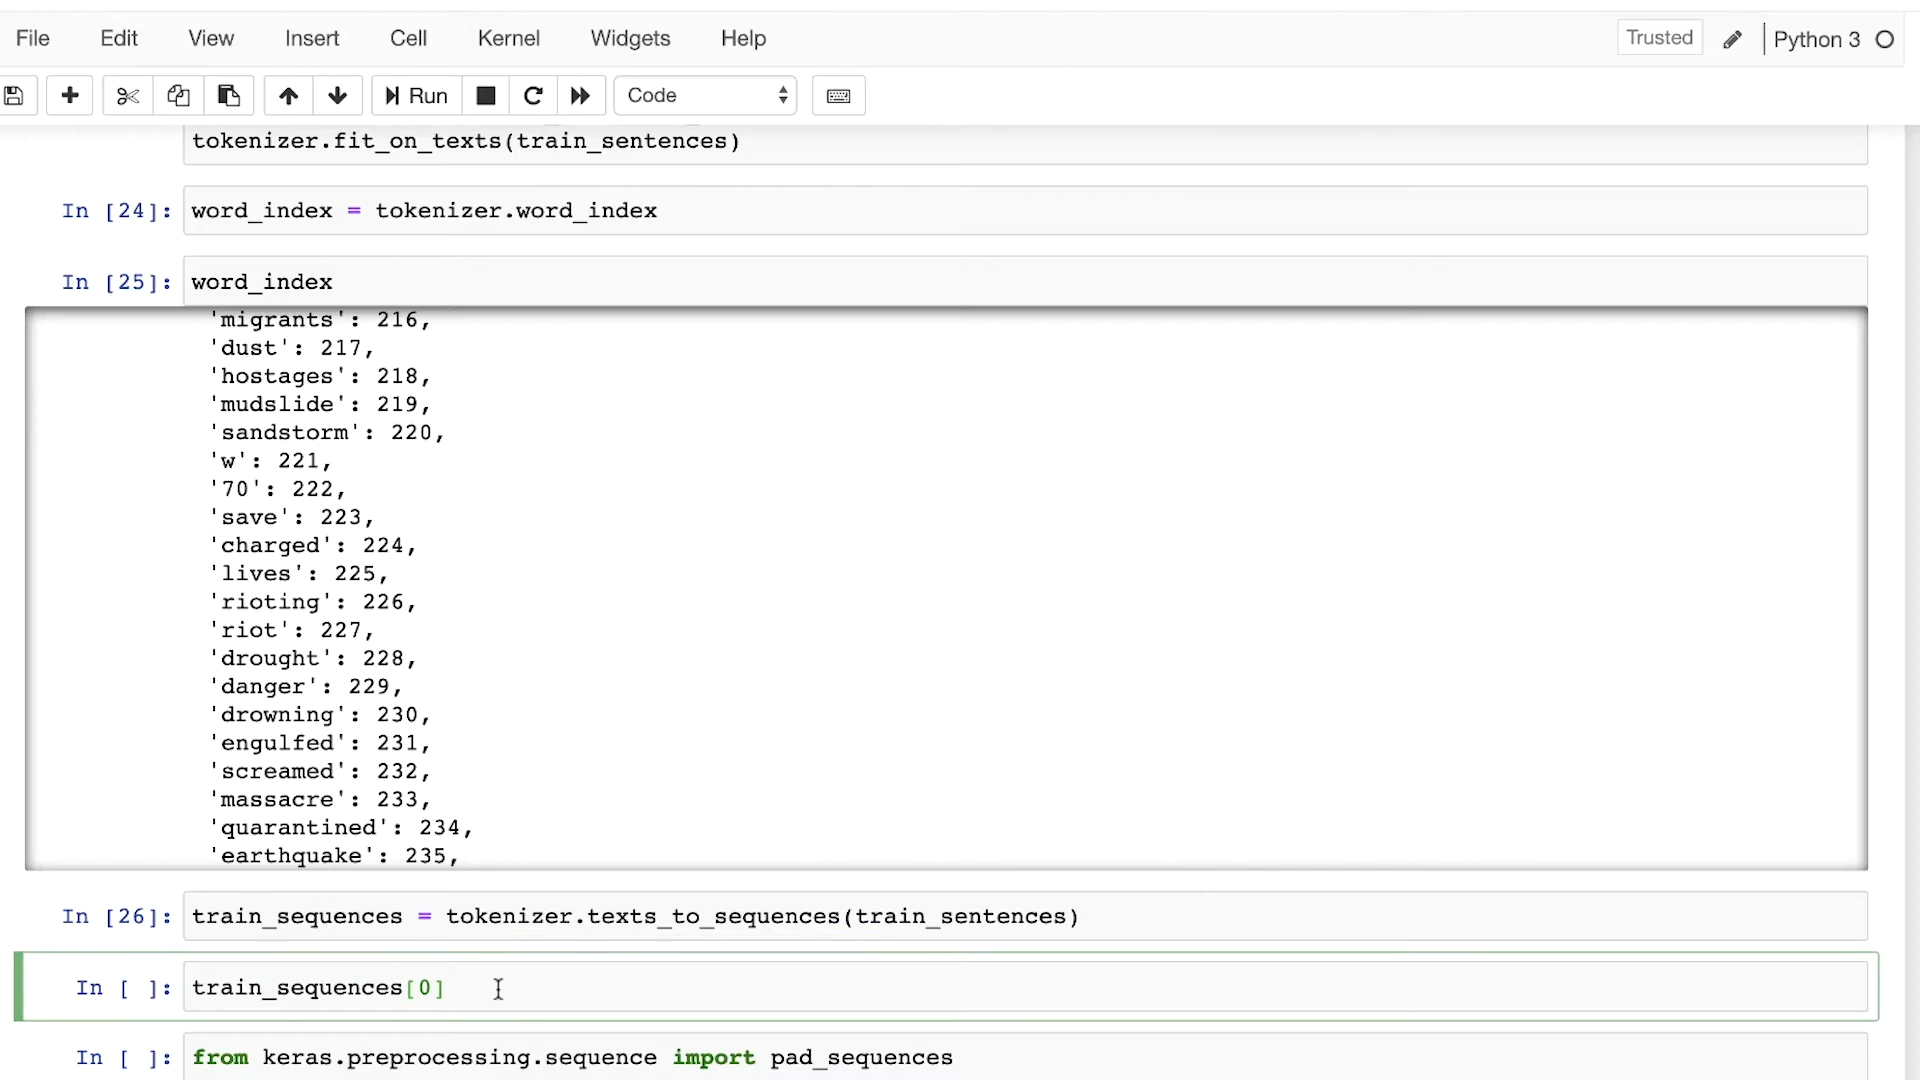 File Edit View Insert Cell Kernel Widgets Help Trusted Python 3
Run Code
tokenizer.fit_on_texts(train_sentences)
In [24]: word_index = tokenizer.word_index
In [25]: word_index
'migrants': 216,
'dust': 217,
'hostages': 218,
'mudslide': 219,
'sandstorm': 220,
'w': 221,
'70': 222,
'save': 223,
'charged': 224,
'lives': 225,
'rioting': 226,
'riot': 227,
'drought': 228,
'danger': 229,
'drowning': 230,
'engulfed': 231,
'screamed': 232,
'massacre': 233,
'quarantined': 234,
'earthquake': 235,
In [26]: train_sequences = tokenizer.texts_to_sequences(train_sentences)
In [ ]: train_sequences[0]
In [ ]: from keras.preprocessing.sequence import pad_sequences